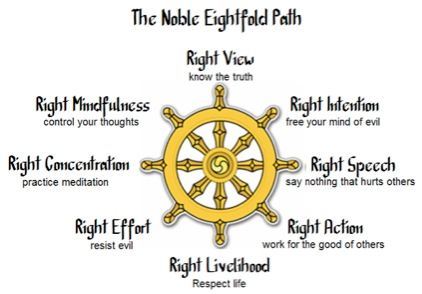 The Noble Eightfold Path
Right View
know the truth
Right Intention
free your mind of evil
Right Speech
say nothing that hurts others
Right Action
work for the good of others
Right Livelihood
Respect life
Right Effort
resist evil
Right Concentration
practice meditation
Right Mindfulness
control your thoughts